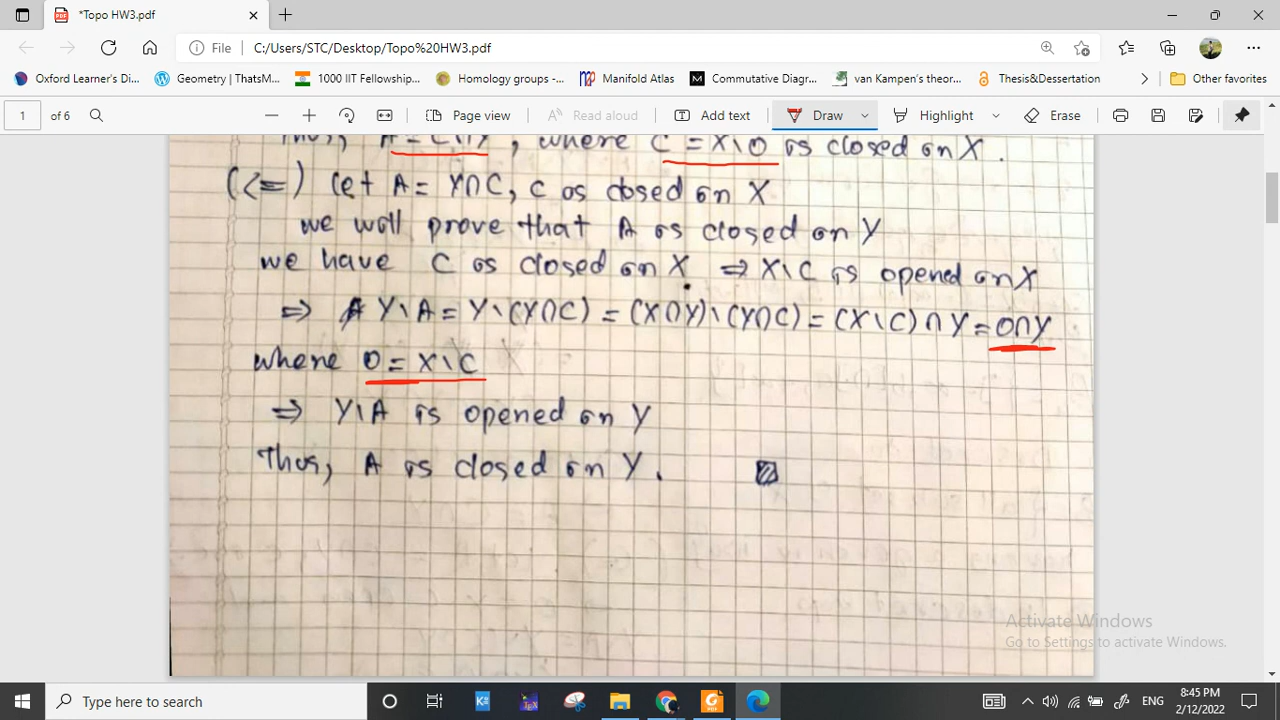 *Topo HW3.pdf
File C:/Users/STC/Desktop/Topo%20HW3.pdf
Oxford Learner's Di... Geometry | ThatsM... 1000 IIT Fellowship... Homology groups -... Manifold Atlas Commutative Diagr... van Kampen's theor... Thesis&Dessertation Other favorites
1 of 6 Page view Read aloud Add text Draw Highlight Erase
Thus, A = C∩Y, where C = X\O is closed on X.
(<=) let A = Y∩C, C is closed on X
we will prove that A is closed on Y
we have C is closed on X ⇒ X\C is opened on X
⇒ Y\A = Y\(Y∩C) = (X∩Y)\(Y∩C) = (X\C)∩Y = O∩Y
where O = X\C
⇒ Y\A is opened on Y
Thus, A is closed on Y.
Activate Windows
Go to Settings to activate Windows.
Type here to search
ENG
8:45 PM
2/12/2022